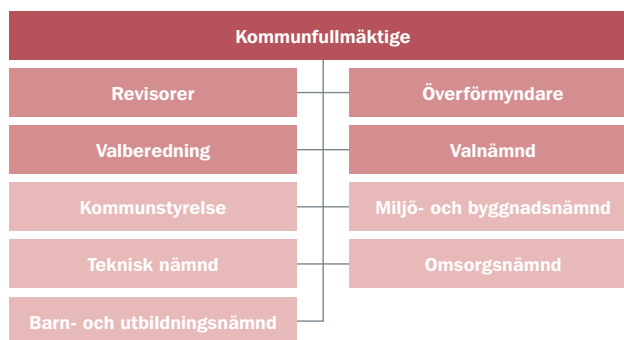 Kommunfullmäktige
Revisorer
Överförmyndare
Valberedning
Valnämnd
Kommunstyrelse
Miljö- och byggnadsnämnd
Teknisk nämnd
Omsorgsnämnd
Barn- och utbildningsnämnd